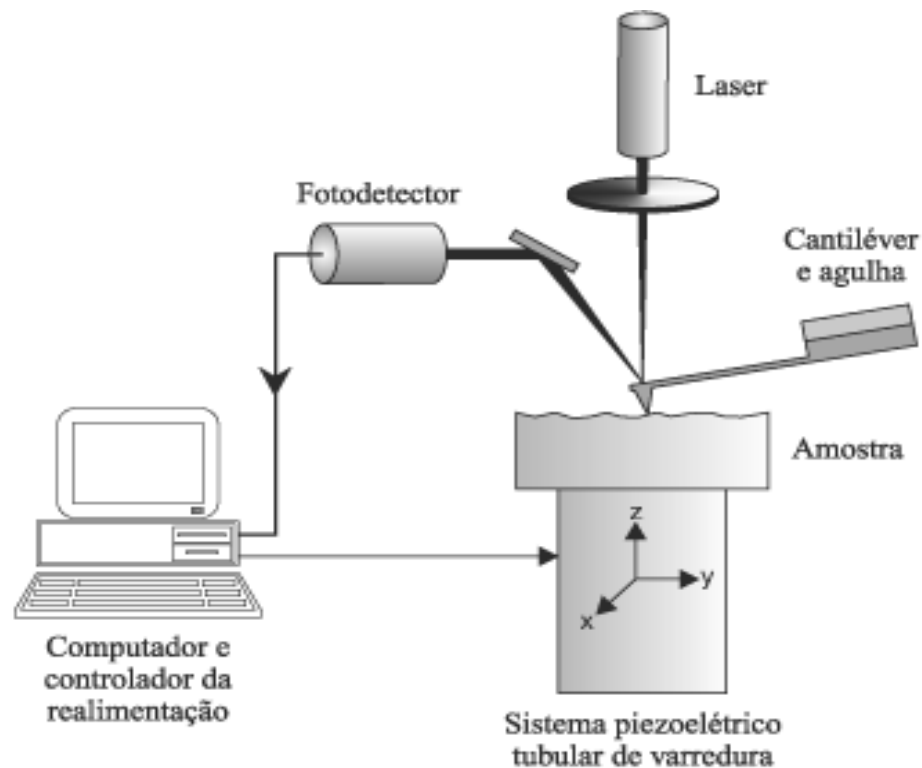 Laser
Fotodetector
Cantiléver
e agulha
Amostra
z
y
x
Computador e
controlador da
realimentação
Sistema piezoelétrico
tubular de varredura